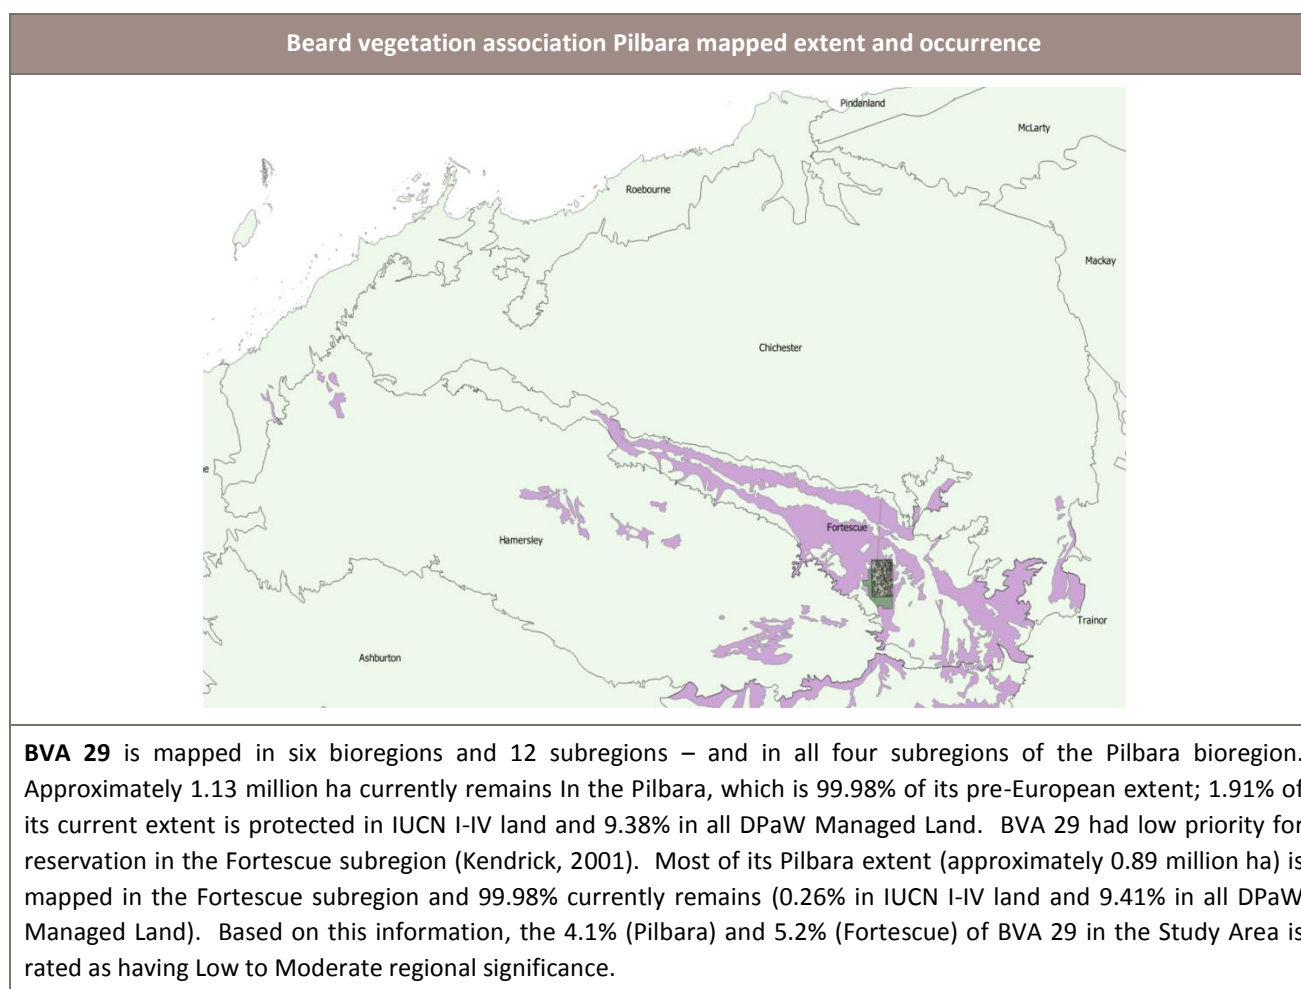 Beard vegetation association Pilbara mapped extent and occurrence
Pindanland
McLarty
Roebourne
Mackay
Chichester
Fortescue
Hamersley
Trainor
Ashburton
BVA 29 is mapped in six bioregions and 12 subregions – and in all four subregions of the Pilbara bioregion.
Approximately 1.13 million ha currently remains In the Pilbara, which is 99.98% of its pre-European extent; 1.91% of
its current extent is protected in IUCN I-IV land and 9.38% in all DPaW Managed Land. BVA 29 had low priority for
reservation in the Fortescue subregion (Kendrick, 2001). Most of its Pilbara extent (approximately 0.89 million ha) is
mapped in the Fortescue subregion and 99.98% currently remains (0.26% in IUCN I-IV land and 9.41% in all DPaW
Managed Land). Based on this information, the 4.1% (Pilbara) and 5.2% (Fortescue) of BVA 29 in the Study Area is
rated as having Low to Moderate regional significance.